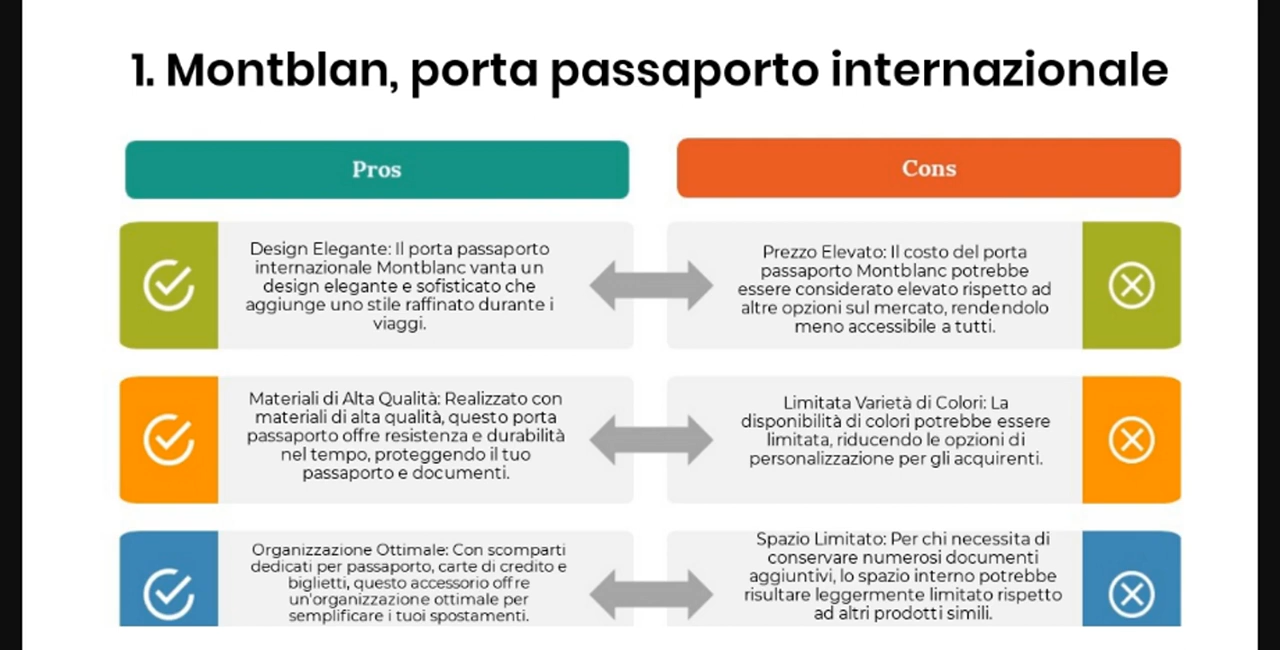 1. Montblan, porta passaporto internazionale
Pros
Cons
Design Elegante: Il porta passaporto
internazionale Montblanc vanta un
design elegante e sofisticato che
aggiunge uno stile raffinato durante i
viaggi.
Prezzo Elevato: Il costo del porta
passaporto Montblanc potrebbe
essere considerato elevato rispetto ad
altre opzioni sul mercato, rendendolo
meno accessibile a tutti.
Materiali di Alta Qualità: Realizzato con
materiali di alta qualità, questo porta
passaporto offre resistenza e durabilità
nel tempo, proteggendo il tuo
passaporto e documenti.
Limitata Varietà di Colori: La
disponibilità di colori potrebbe essere
limitata, riducendo le opzioni di
personalizzazione per gli acquirenti.
Organizzazione Ottimale: Con scomparti
dedicati per passaporto, carte di credito e
biglietti, questo accessorio offre
un'organizzazione ottimale per
semplificare i tuoi spostamenti.
Spazio Limitato: Per chi necessita di
conservare numerosi documenti
aggiuntivi, lo spazio interno potrebbe
risultare leggermente limitato rispetto
ad altri prodotti simili.